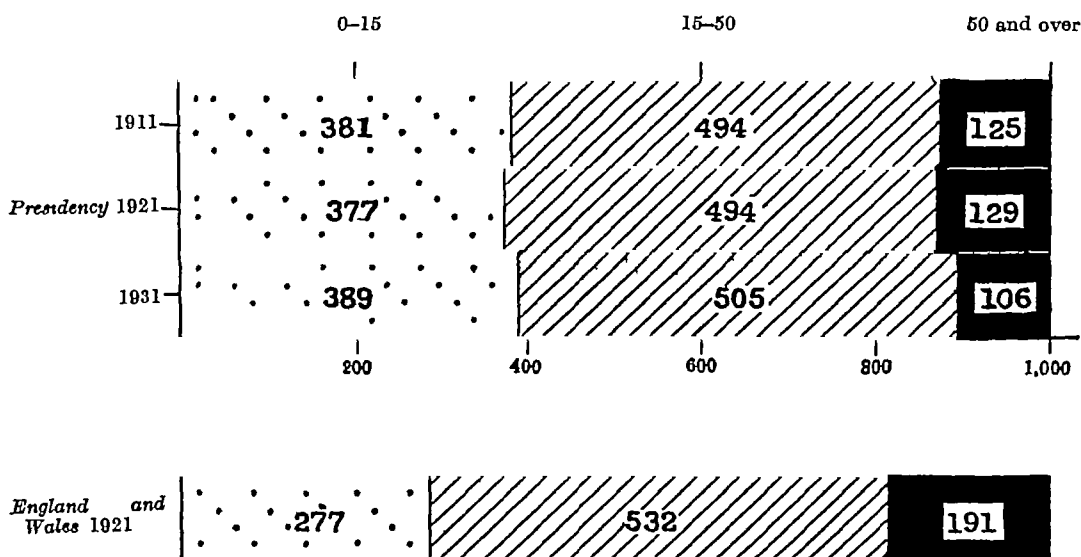 0–15 15–50 50 and over
1911
381 494 125
Presidency 1921
377 494 129
1931
389 505 106
200 400 600 800 1,000
England and
Wales 1921
277 532 191